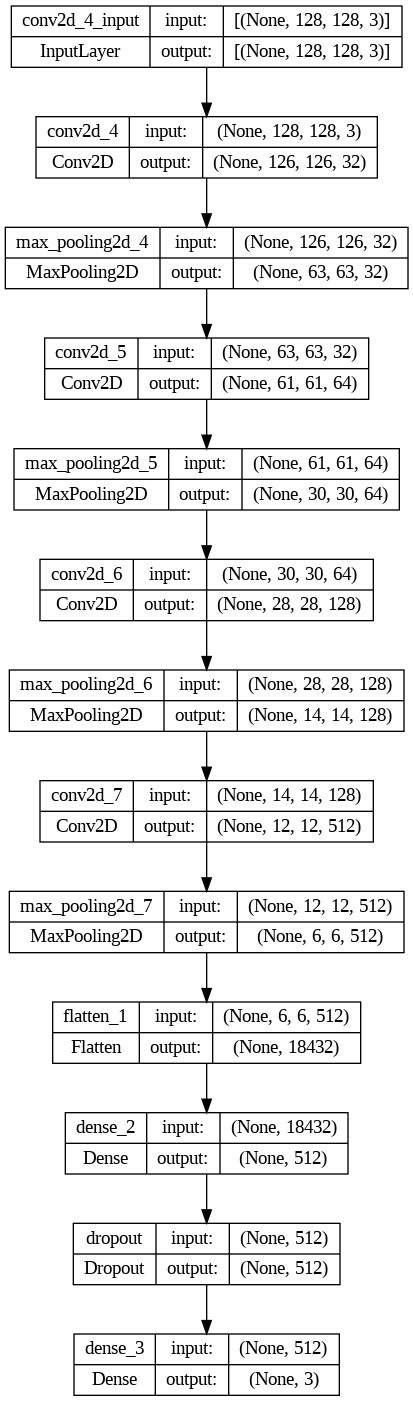 conv2d_4_input input: [(None, 128, 128, 3)]
InputLayer output: [(None, 128, 128, 3)]
conv2d_4 input: (None, 128, 128, 3)
Conv2D output: (None, 126, 126, 32)
max_pooling2d_4 input: (None, 126, 126, 32)
MaxPooling2D output: (None, 63, 63, 32)
conv2d_5 input: (None, 63, 63, 32)
Conv2D output: (None, 61, 61, 64)
max_pooling2d_5 input: (None, 61, 61, 64)
MaxPooling2D output: (None, 30, 30, 64)
conv2d_6 input: (None, 30, 30, 64)
Conv2D output: (None, 28, 28, 128)
max_pooling2d_6 input: (None, 28, 28, 128)
MaxPooling2D output: (None, 14, 14, 128)
conv2d_7 input: (None, 14, 14, 128)
Conv2D output: (None, 12, 12, 512)
max_pooling2d_7 input: (None, 12, 12, 512)
MaxPooling2D output: (None, 6, 6, 512)
flatten_1 input: (None, 6, 6, 512)
Flatten output: (None, 18432)
dense_2 input: (None, 18432)
Dense output: (None, 512)
dropout input: (None, 512)
Dropout output: (None, 512)
dense_3 input: (None, 512)
Dense output: (None, 3)